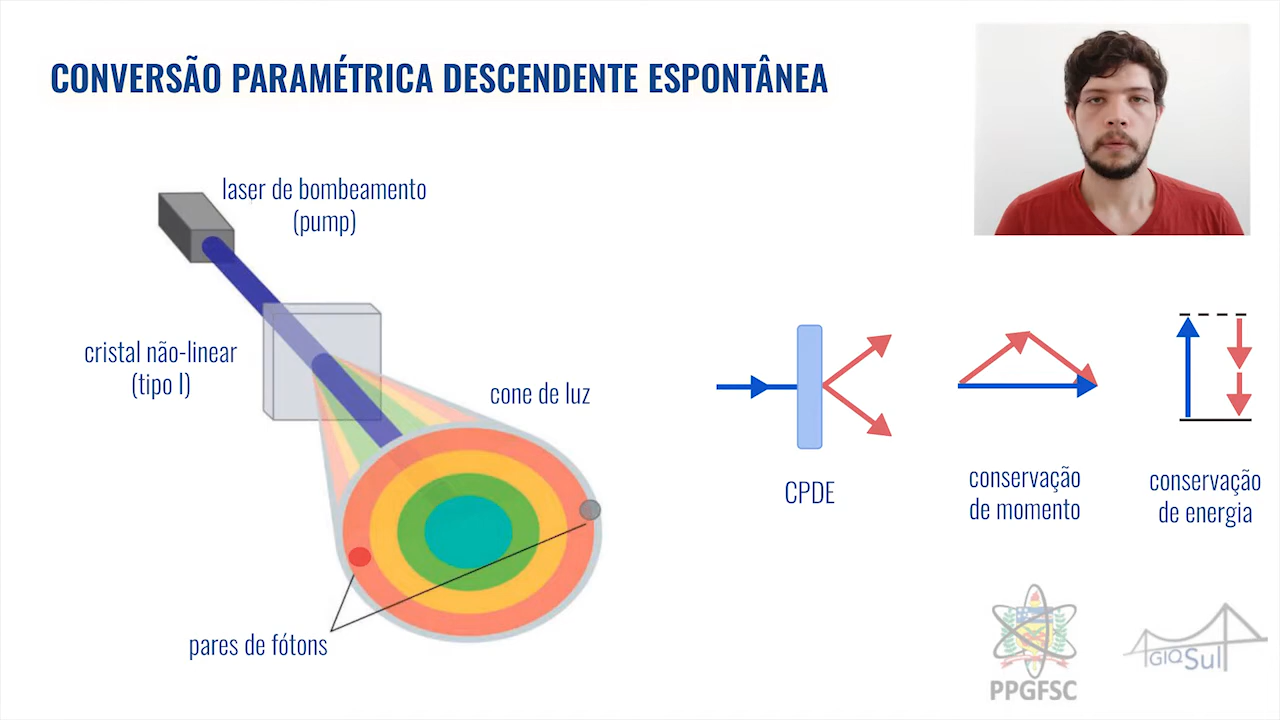 CONVERSÃO PARAMÉTRICA DESCENDENTE ESPONTÂNEA
laser de bombeamento
(pump)
cristal não-linear
(tipo I)
cone de luz
pares de fótons
CPDE
conservação
de momento
conservação
de energia
PPGFSC
GIQSul